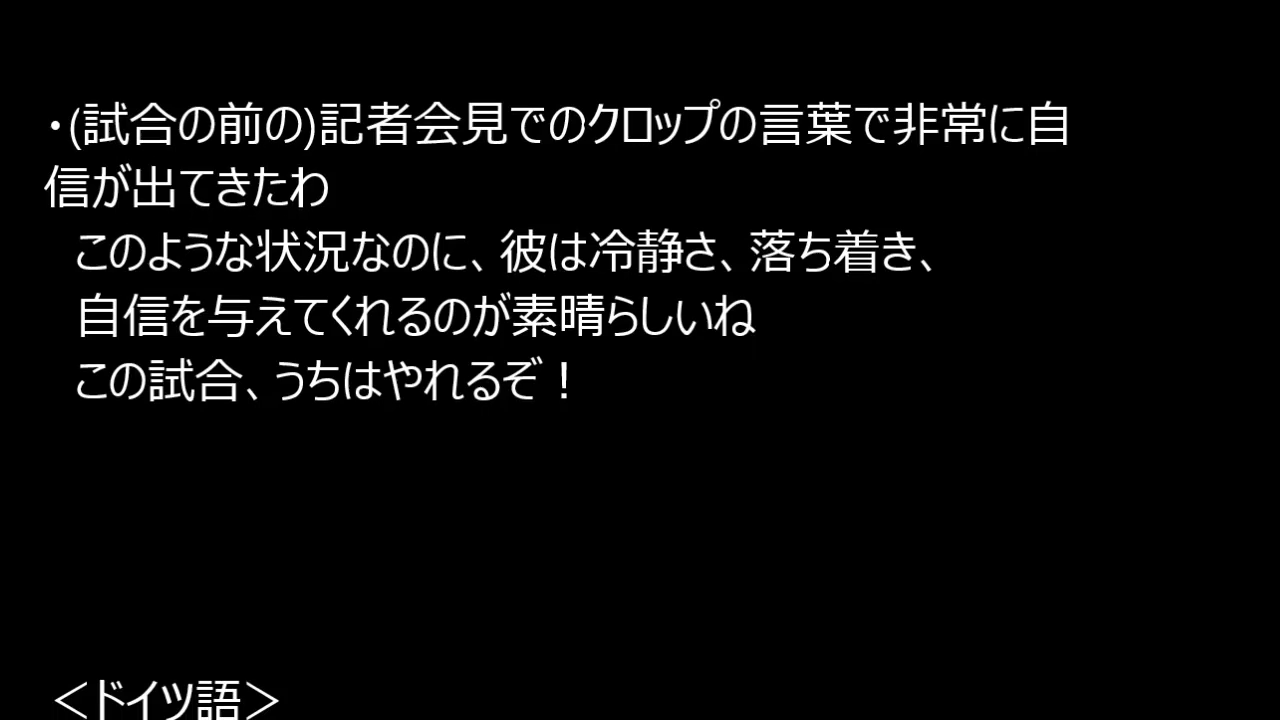 ・(試合の前の)記者会見でのクロップの言葉で非常に自
信が出てきたわ
このような状況なのに、彼は冷静さ、落ち着き、
自信を与えてくれるのが素晴らしいね
この試合、うちはやれるぞ！
＜ドイツ語＞